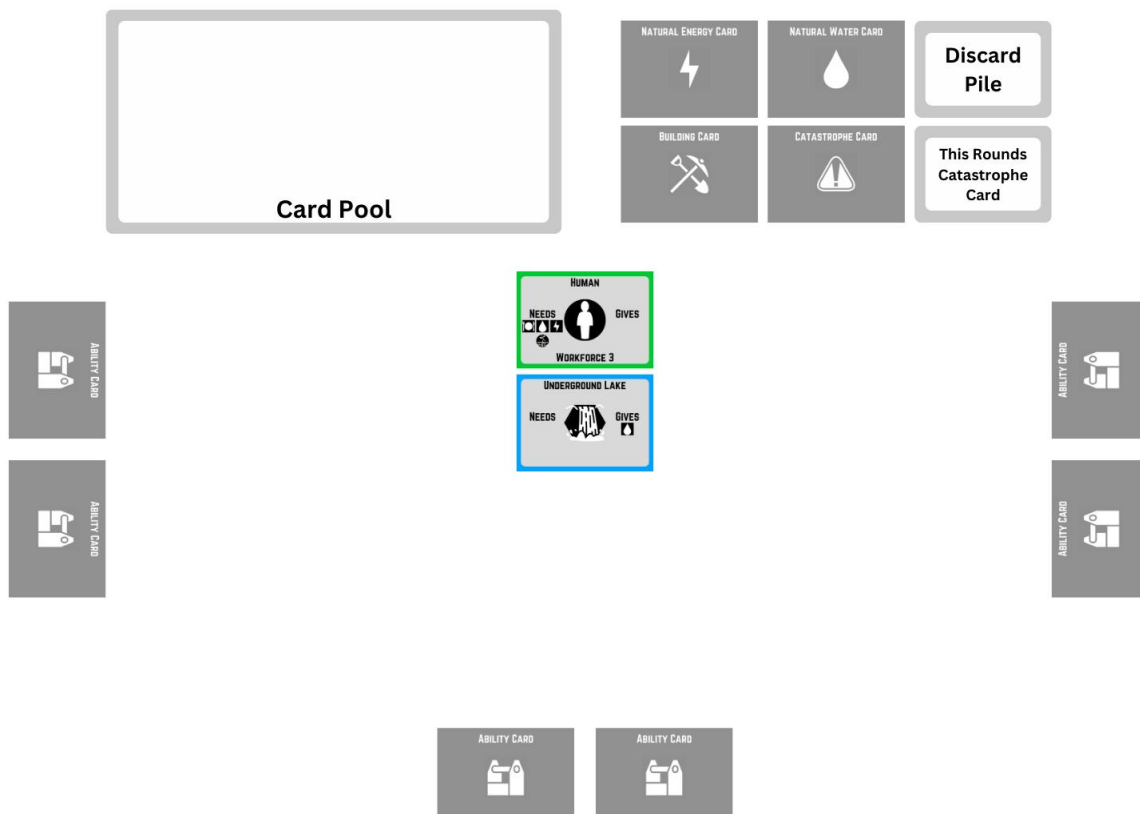 Card Pool
NATURAL ENERGY CARD
NATURAL WATER CARD
Discard
Pile
BUILDING CARD
CATASTROPHE CARD
This Rounds
Catastrophe
Card
HUMAN
NEEDS
GIVES
WORKFORCE 3
UNDERGROUND LAKE
NEEDS
GIVES
ABILITY CARD
ABILITY CARD
ABILITY CARD
ABILITY CARD
ABILITY CARD
ABILITY CARD